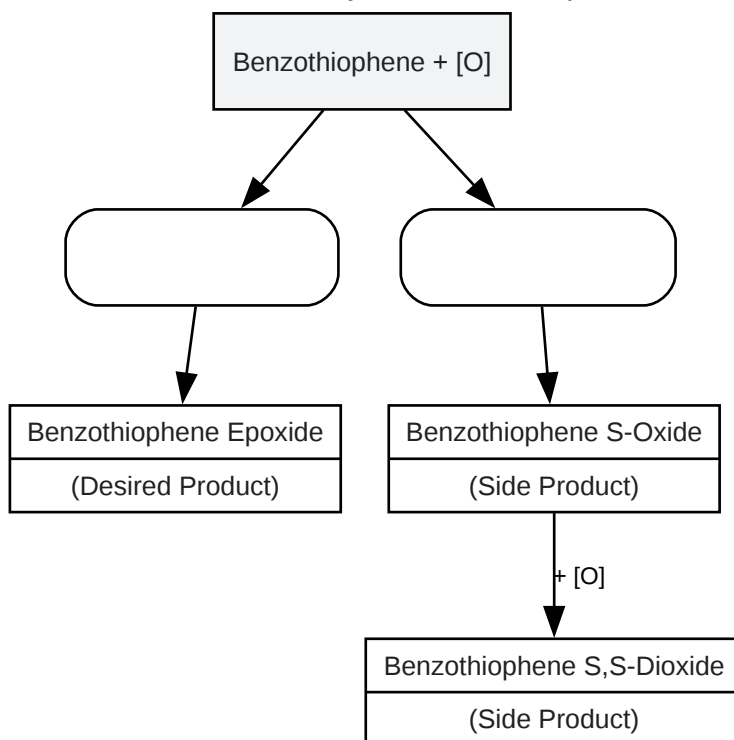 Benzothiophene + [O]
Benzothiophene Epoxide
(Desired Product)
Benzothiophene S-Oxide
(Side Product)
+ [O]
Benzothiophene S,S-Dioxide
(Side Product)